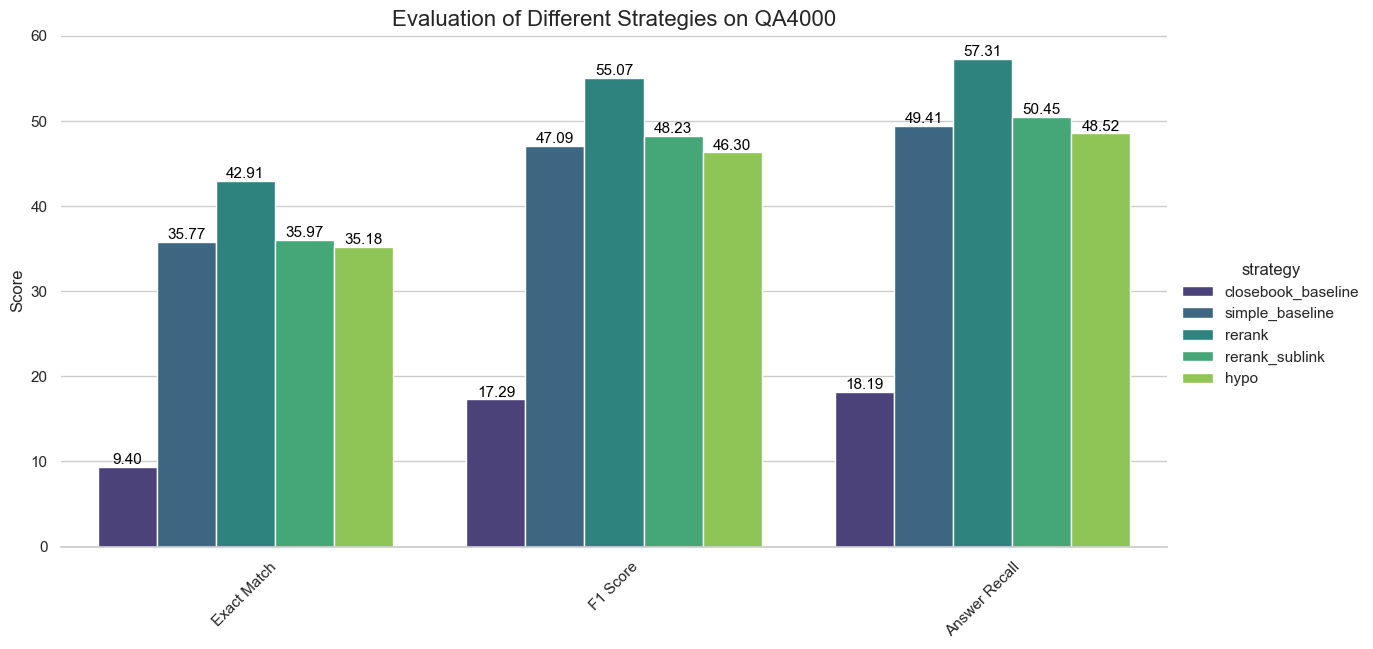 Evaluation of Different Strategies on QA4000
60
50
40
30
20
10
0
Score
9.40
35.77
42.91
35.97
35.18
17.29
47.09
55.07
48.23
46.30
18.19
49.41
57.31
50.45
48.52
Exact Match
F1 Score
Answer Recall
strategy
closebook_baseline
simple_baseline
rerank
rerank_sublink
hypo